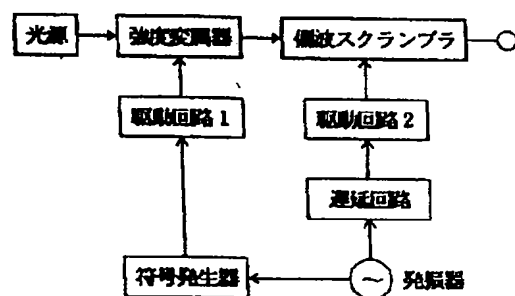 光源
強度変調器
偏波スクランブラ
駆動回路1
駆動回路2
遅延回路
符号発生器
発振器